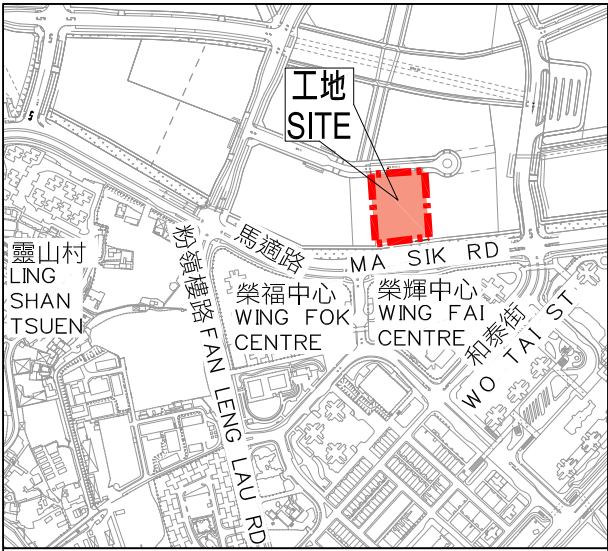 工地
SITE
靈山村
LING
SHAN
TSUEN
粉嶺樓路 FAN LENG LAU RD
馬適路
MA SIK RD
榮福中心
WING FOK
CENTRE
榮輝中心
WING FAI
CENTRE
和泰街
WO TAI ST